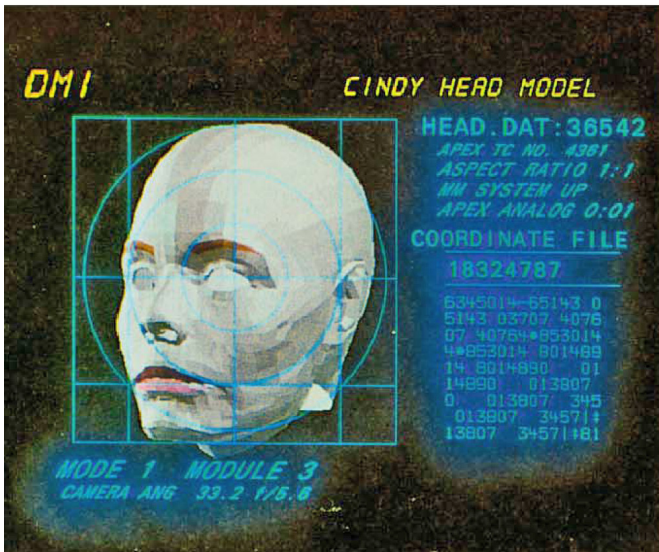 DMI
CINDY HEAD MODEL
HEAD.DAT:36542
APEX TC NO. 4361
ASPECT RATIO 1:1
MM SYSTEM UP
APEX ANALOG 0:01
COORDINATE FILE
18324787
6345014-65143 0
5143 03707 4076
07 40764*853014
4*853014 801489
14 8014890 01
14890 013807
0 013807 345
013807 34571‡
13807 34571‡81
MODE 1 MODULE 3
CAMERA ANG 33.2 f/5.6